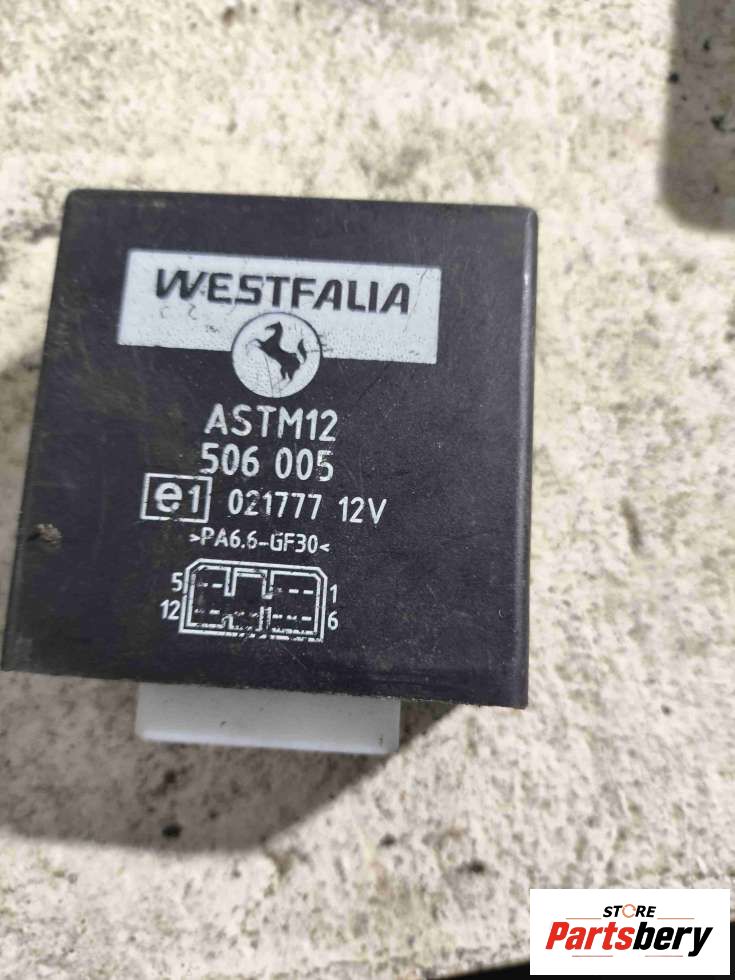 WESTFALIA
ASTM12
506 005
e1 021777 12V
>PA6.6-GF30<
5 1
12 6
STORE
Partsbery